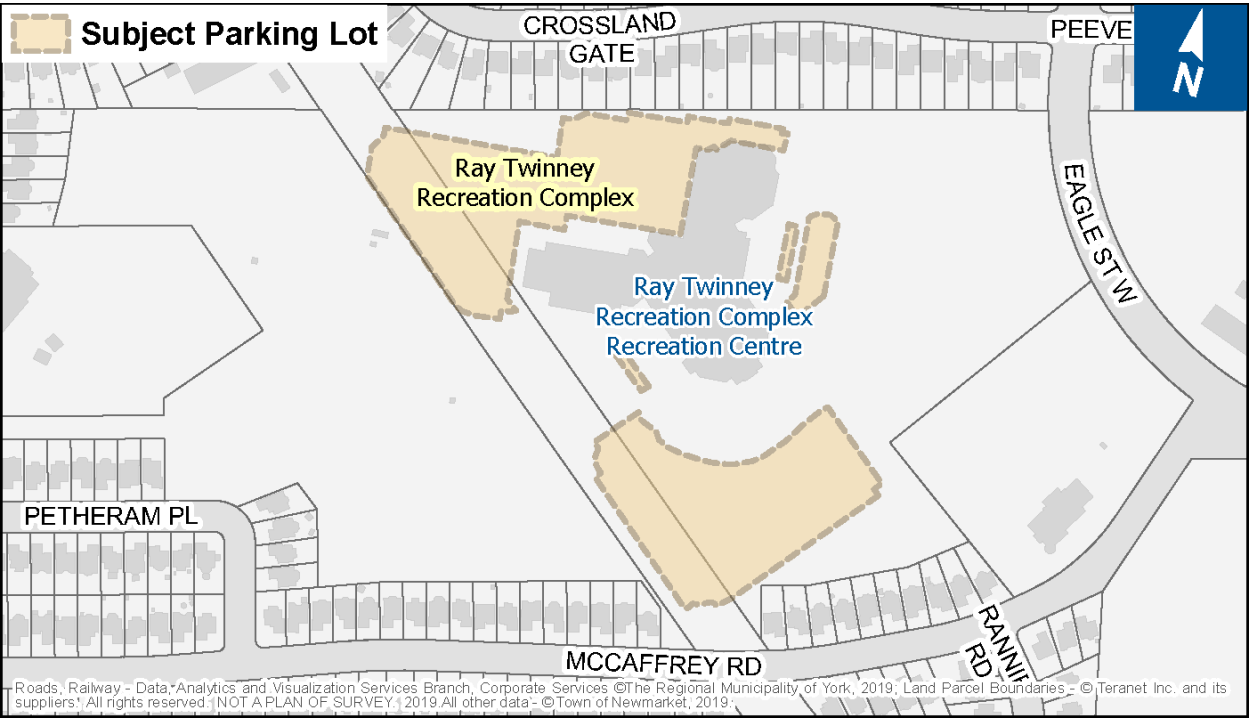 Subject Parking Lot
CROSSLAND
GATE
PEEVE
N
Ray Twinney
Recreation Complex
EAGLE ST W
Ray Twinney
Recreation Complex
Recreation Centre
PETHERAM PL
RANNIE
RD
MCCAFFREY RD
Roads, Railway - Data, Analytics and Visualization Services Branch, Corporate Services ©The Regional Municipality of York, 2019; Land Parcel Boundaries - © Teranet Inc. and its
suppliers. All rights reserved. NOT A PLAN OF SURVEY. 2019.All other data - © Town of Newmarket, 2019.